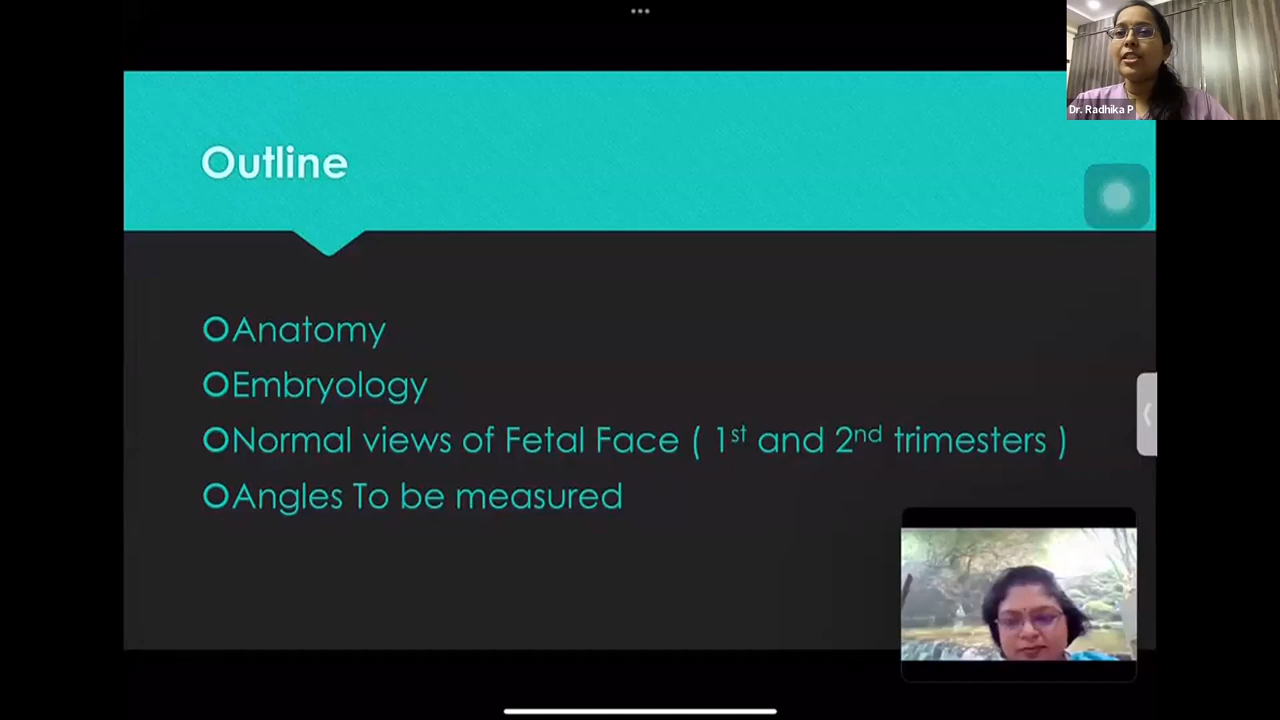 Dr. Radhika P
Outline
Anatomy
Embryology
Normal views of Fetal Face ( 1st and 2nd trimesters )
Angles To be measured